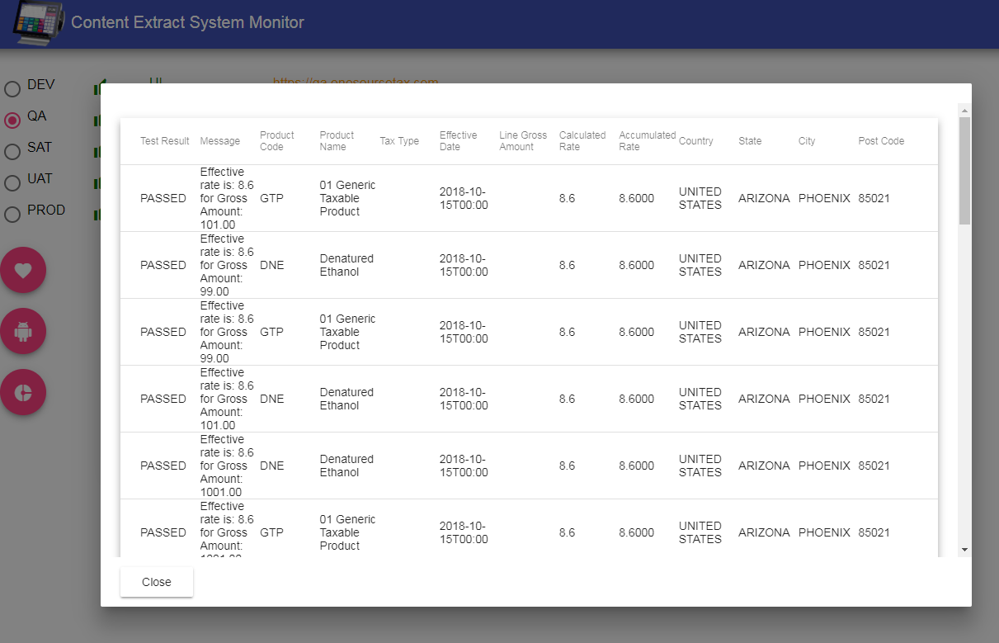 Content Extract System Monitor
DEV
QA
SAT
UAT
PROD
UI
https://qa.onesourcetax.com
Test Result
Message
Product
Code
Product
Name
Tax Type
Effective
Date
Line Gross
Amount
Calculated
Rate
Accumulated
Rate
Country
State
City
Post Code
PASSED
Effective
rate is: 8.6
for Gross
Amount:
101.00
GTP
01 Generic
Taxable
Product
2018-10-
15T00:00
8.6
8.6000
UNITED
STATES
ARIZONA
PHOENIX
85021
PASSED
Effective
rate is: 8.6
for Gross
Amount:
99.00
DNE
Denatured
Ethanol
2018-10-
15T00:00
8.6
8.6000
UNITED
STATES
ARIZONA
PHOENIX
85021
PASSED
Effective
rate is: 8.6
for Gross
Amount:
99.00
GTP
01 Generic
Taxable
Product
2018-10-
15T00:00
8.6
8.6000
UNITED
STATES
ARIZONA
PHOENIX
85021
PASSED
Effective
rate is: 8.6
for Gross
Amount:
101.00
DNE
Denatured
Ethanol
2018-10-
15T00:00
8.6
8.6000
UNITED
STATES
ARIZONA
PHOENIX
85021
PASSED
Effective
rate is: 8.6
for Gross
Amount:
1001.00
DNE
Denatured
Ethanol
2018-10-
15T00:00
8.6
8.6000
UNITED
STATES
ARIZONA
PHOENIX
85021
PASSED
Effective
rate is: 8.6
for Gross
Amount:
1001.00
GTP
01 Generic
Taxable
Product
2018-10-
15T00:00
8.6
8.6000
UNITED
STATES
ARIZONA
PHOENIX
85021
Close